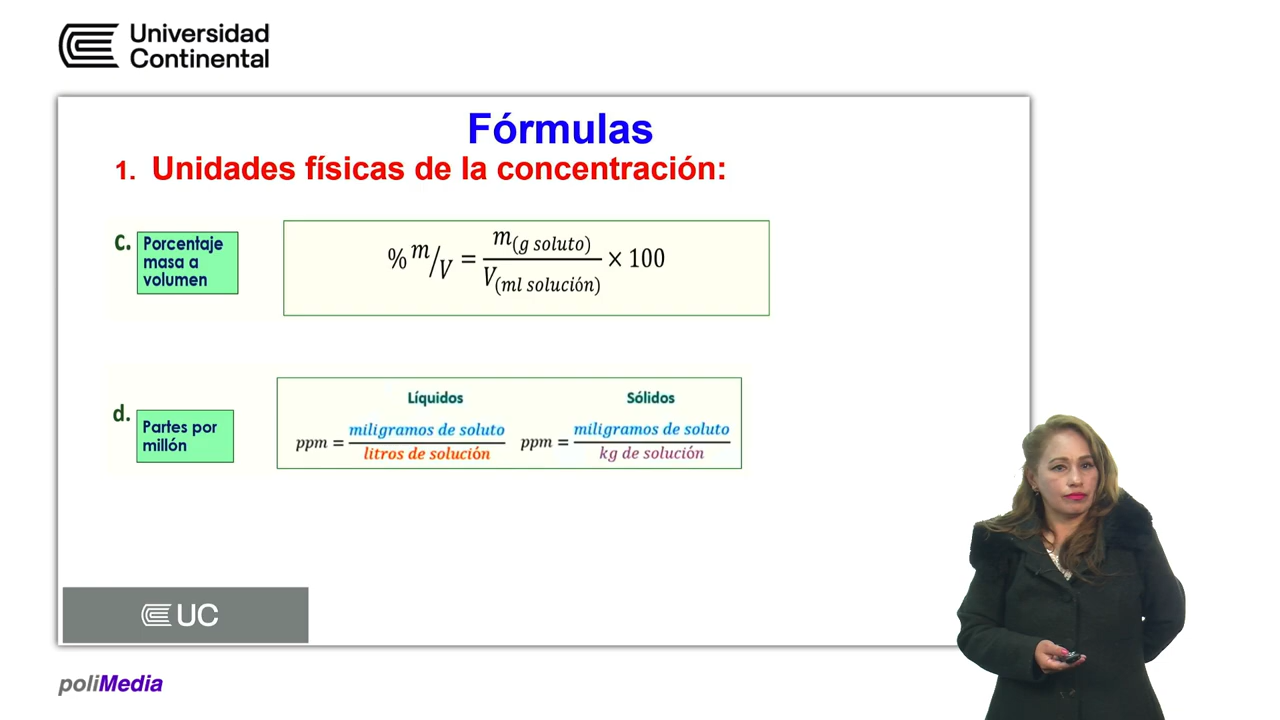 Universidad
Continental
Fórmulas
1. Unidades físicas de la concentración:
c. Porcentaje
masa a
volumen
% m/V = m(g soluto) / V(ml solución) × 100
d. Partes por
millón
Líquidos Sólidos
ppm = miligramos de soluto / litros de solución ppm = miligramos de soluto / kg de solución
UC
poliMedia